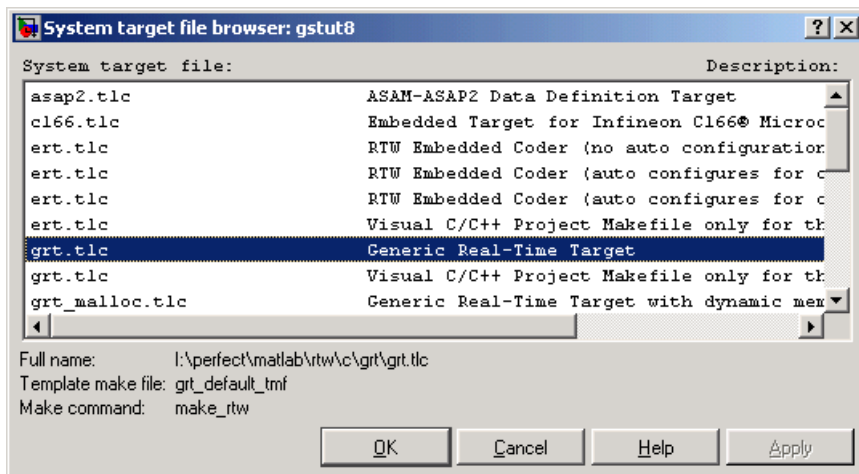 System target file browser: gstut8
System target file: Description:
asap2.tlc ASAM-ASAP2 Data Definition Target
c166.tlc Embedded Target for Infineon C166® Microc
ert.tlc RTW Embedded Coder (no auto configuration
ert.tlc RTW Embedded Coder (auto configures for
ert.tlc RTW Embedded Coder (auto configures for
ert.tlc Visual C/C++ Project Makefile only for th
grt.tlc Generic Real-Time Target
grt.tlc Visual C/C++ Project Makefile only for th
grt_malloc.tlc Generic Real-Time Target with dynamic mem
Full name: I:\perfect\matlab\rtw\c\grt\grt.tlc
Template make file: grt_default_tmf
Make command: make_rtw
OK Cancel Help Apply